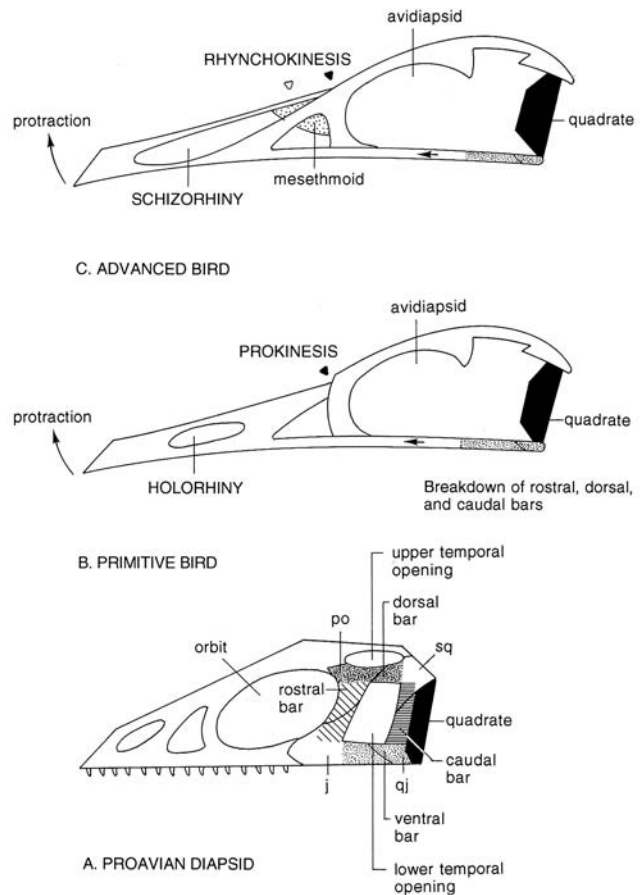 avidiapsid
RHYNCHOKINESIS
protraction
quadrate
mesethmoid
SCHIZORHINY
C. ADVANCED BIRD
avidiapsid
PROKINESIS
protraction
quadrate
HOLORHINY
Breakdown of rostral, dorsal,
and caudal bars
B. PRIMITIVE BIRD
upper temporal
opening
dorsal
bar
po
sq
orbit
rostral
bar
quadrate
caudal
bar
j
qj
ventral
bar
A. PROAVIAN DIAPSID
lower temporal
opening